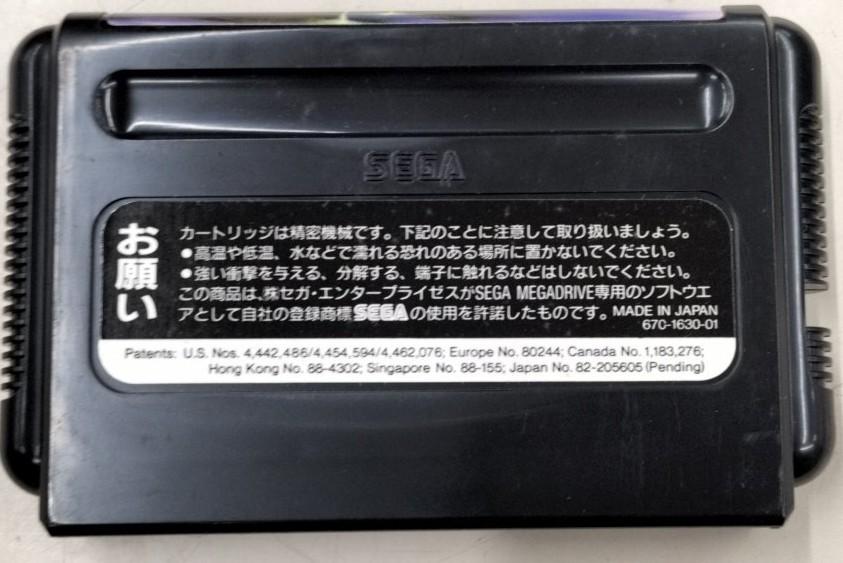 SEGA
お願い
カートリッジは精密機械です。下記のことに注意して取り扱いましょう。
●高温や低温、水などで濡れる恐れのある場所に置かないでください。
●強い衝撃を与える、分解する、端子に触れるなどはしないでください。
この商品は、㈱セガ・エンタープライゼスがSEGA MEGADRIVE専用のソフトウエ
アとして自社の登録商標SEGAの使用を許諾したものです。MADE IN JAPAN
670-1630-01
Patents: U.S. Nos. 4,442,486/4,454,594/4,462,076; Europe No. 80244; Canada No. 1,183,276;
Hong Kong No. 88-4302; Singapore No. 88-155; Japan No. 82-205605 (Pending)